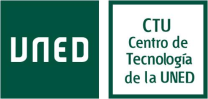 UNED
CTU
Centro de
Tecnología
de la UNED